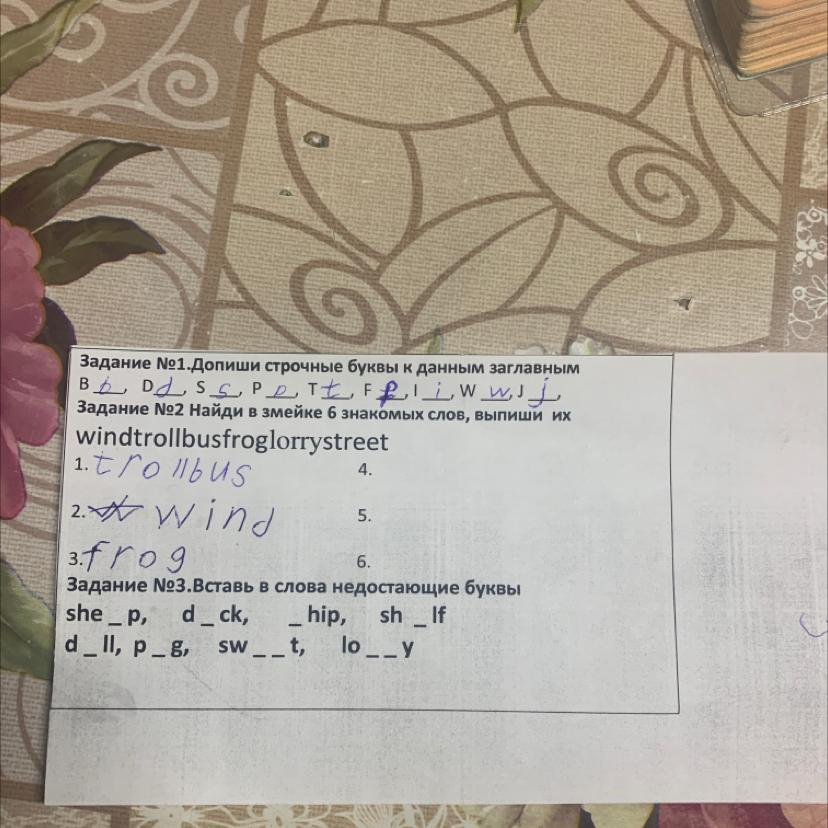 Задание №1.Допиши строчные буквы к данным заглавным
B b, D d, S s, P p, T t, F f, I i, W w, J j,
Задание №2 Найди в змейке 6 знакомых слов, выпиши их
windtrollbusfroglorrystreet
1. trollbus 4.
2. wind 5.
3. frog 6.
Задание №3.Вставь в слова недостающие буквы
she _ p, d _ ck, _ hip, sh _ lf
d _ ll, p _ g, sw _ _ t, lo _ _ y